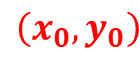 (x₀, y₀)